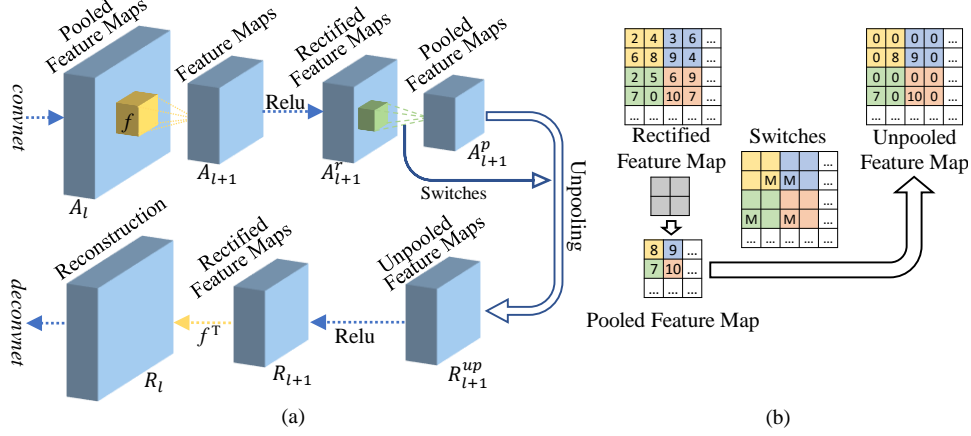 Pooled
Feature Maps
Feature Maps
Rectified
Feature Maps
Pooled
Feature Maps
convnet
f
Relu
A_l
A_{l+1}
A^r_{l+1}
A^p_{l+1}
Switches
Unpooling
Reconstruction
Rectified
Feature Maps
Unpooled
Feature Maps
deconvnet
f^T
Relu
R_l
R_{l+1}
R^{up}_{l+1}
(a)
2 4 3 6 ...
6 8 9 4 ...
2 5 6 9 ...
7 0 10 7 ...
... ... ... ... ...
Rectified
Feature Map
8 9 ...
7 10 ...
... ... ...
Pooled Feature Map
Switches
...
M M ...
...
M M ...
... ... ... ... ...
0 0 0 0 ...
0 8 9 0 ...
0 0 0 0 ...
7 0 10 0 ...
... ... ... ... ...
Unpooled
Feature Map
(b)